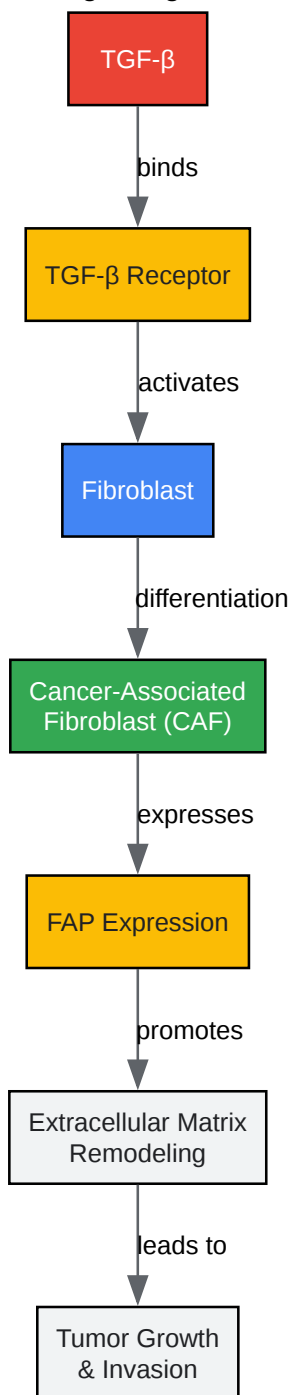 TGF-β
binds
TGF-β Receptor
activates
Fibroblast
differentiation
Cancer-Associated
Fibroblast (CAF)
expresses
FAP Expression
promotes
Extracellular Matrix
Remodeling
leads to
Tumor Growth
& Invasion